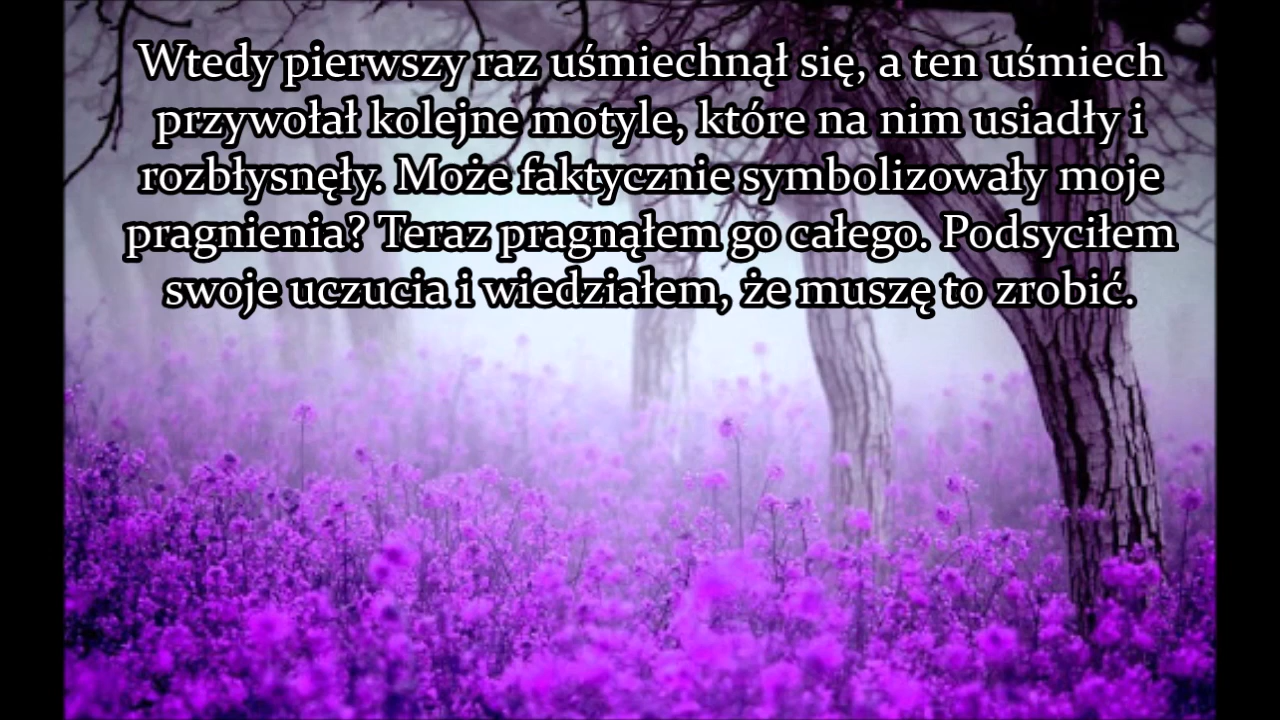 Wtedy pierwszy raz uśmiechnął się, a ten uśmiech
przywołał kolejne motyle, które na nim usiadły i
rozbłysnęły. Może faktycznie symbolizowały moje
pragnienia? Teraz pragnąłem go całego. Podsyciłem
swoje uczucia i wiedziałem, że muszę to zrobić.